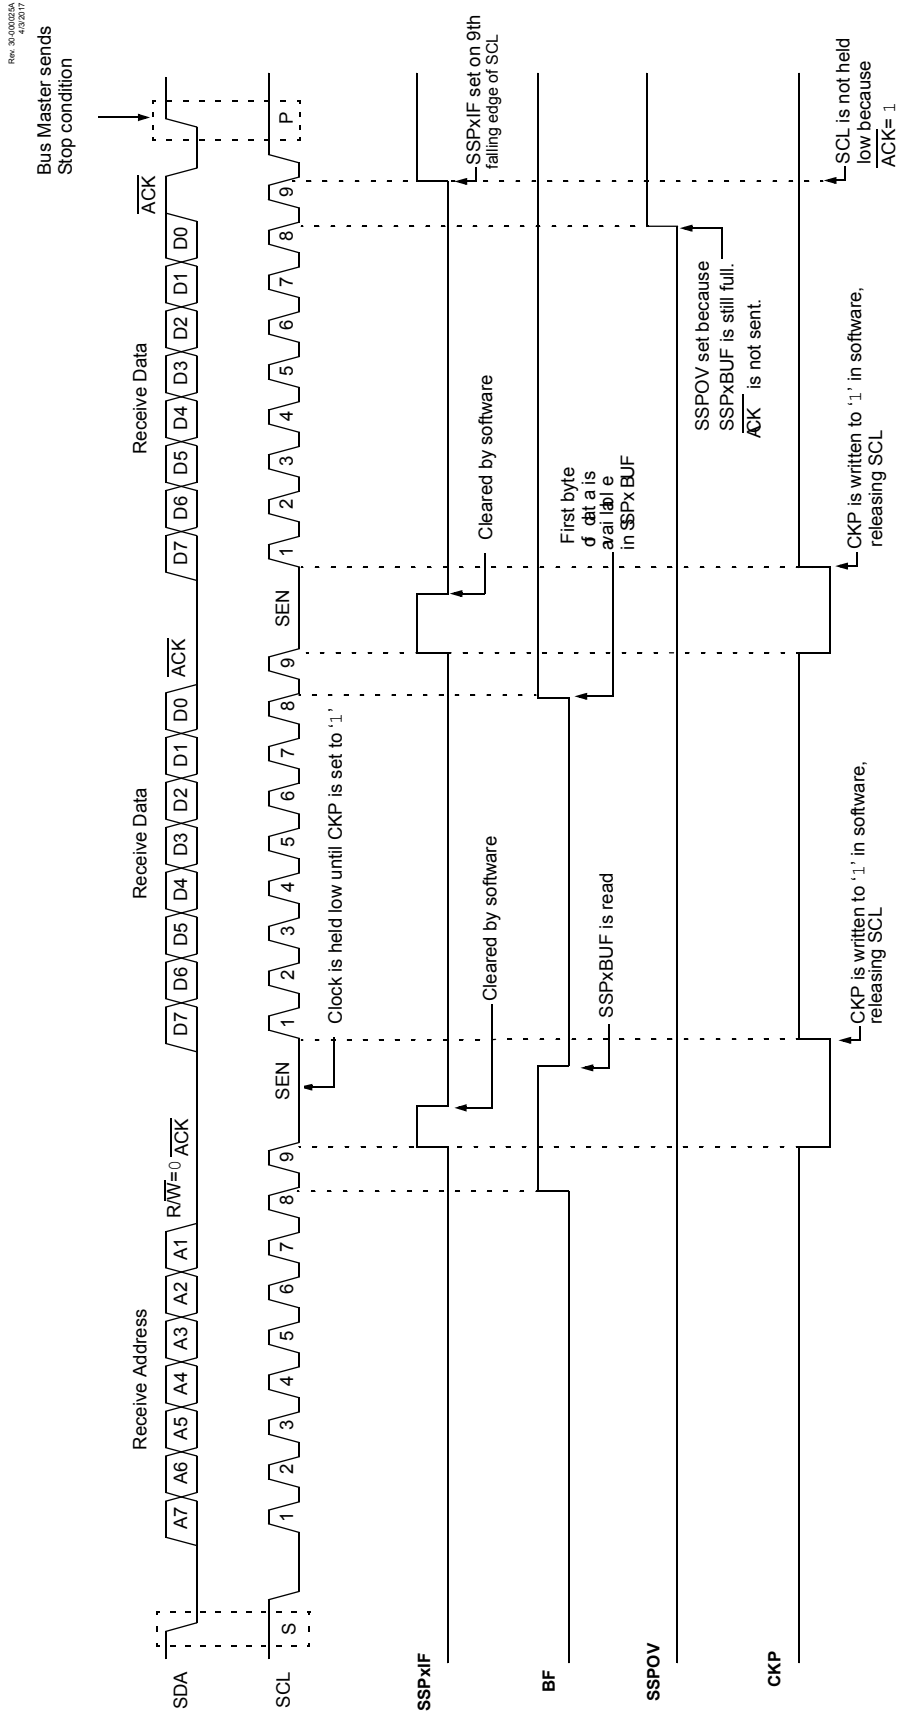 Rev. 30-000025A
4/3/2017
Bus Master sends
Stop condition
Receive Address
Receive Data
Receive Data
ACK
SDA
A7 A6 A5 A4 A3 A2 A1 R/W=0 ACK D7 D6 D5 D4 D3 D2 D1 D0 ACK D7 D6 D5 D4 D3 D2 D1 D0
SCL
S 1 2 3 4 5 6 7 8 9 SEN 1 2 3 4 5 6 7 8 9 SEN 1 2 3 4 5 6 7 8 9 P
Clock is held low until CKP is set to ‘1’
SSPxIF
Cleared by software
Cleared by software
SSPxIF set on 9th
falling edge of SCL
BF
SSPxBUF is read
First byte
of data is
available
in SSPxBUF
SSPOV
SSPOV set because
SSPxBUF is still full.
ACK is not sent.
CKP
CKP is written to ‘1’ in software,
releasing SCL
CKP is written to ‘1’ in software,
releasing SCL
SCL is not held
low because
ACK= 1